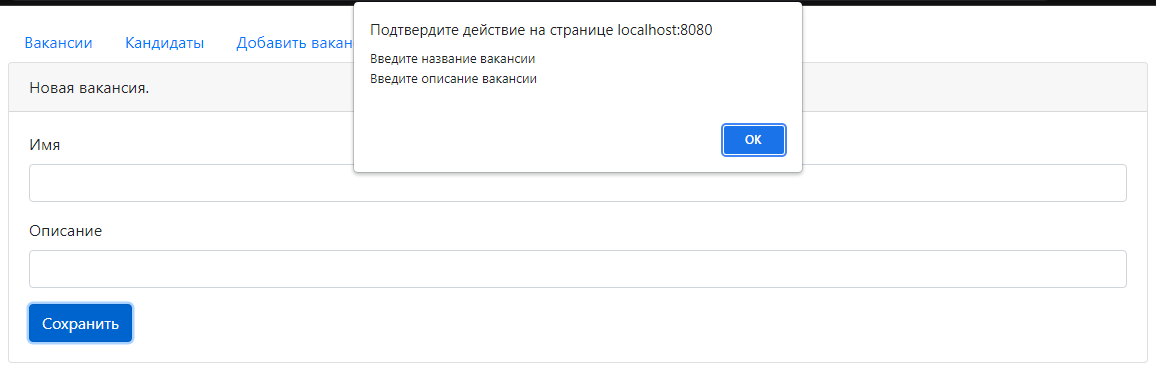 Подтвердите действие на странице localhost:8080
Введите название вакансии
Введите описание вакансии
OK
Вакансии Кандидаты Добавить вакан
Новая вакансия.
Имя
Описание
Сохранить